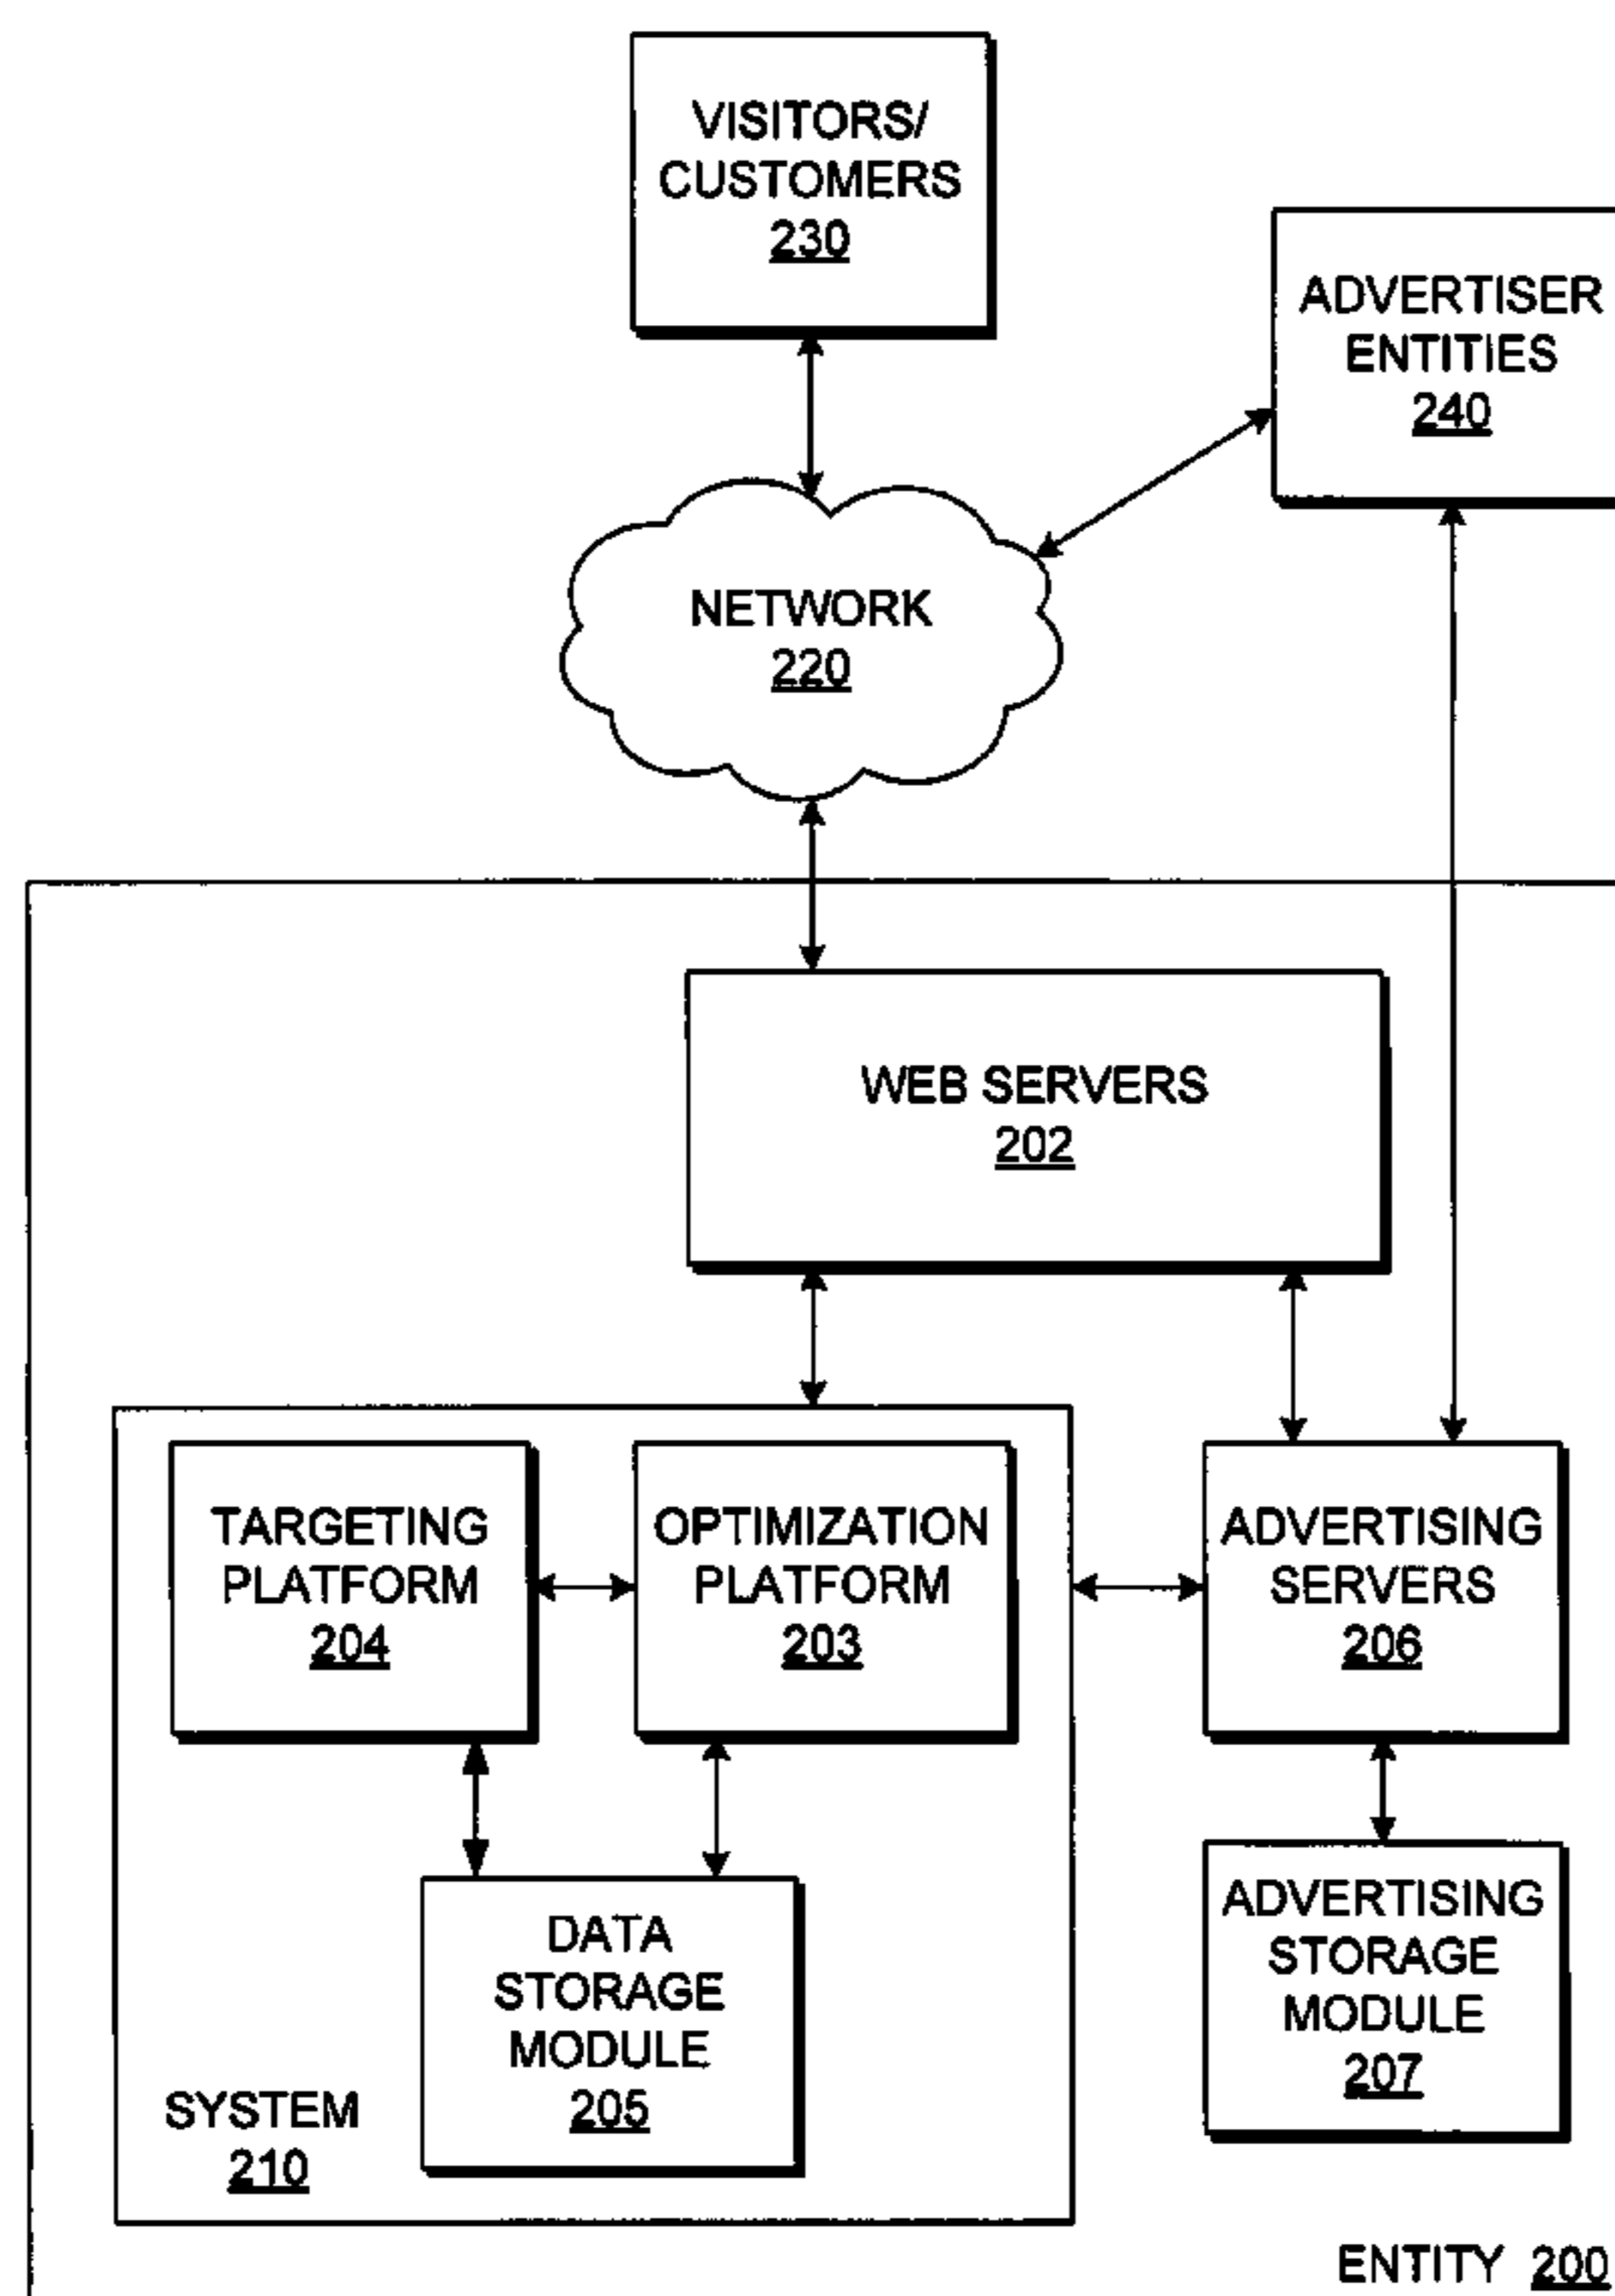 VISITORS/
CUSTOMERS
230
ADVERTISER
ENTITIES
240
NETWORK
220
WEB SERVERS
202
TARGETING
PLATFORM
204
OPTIMIZATION
PLATFORM
203
ADVERTISING
SERVERS
206
DATA
STORAGE
MODULE
205
ADVERTISING
STORAGE
MODULE
207
SYSTEM
210
ENTITY 200